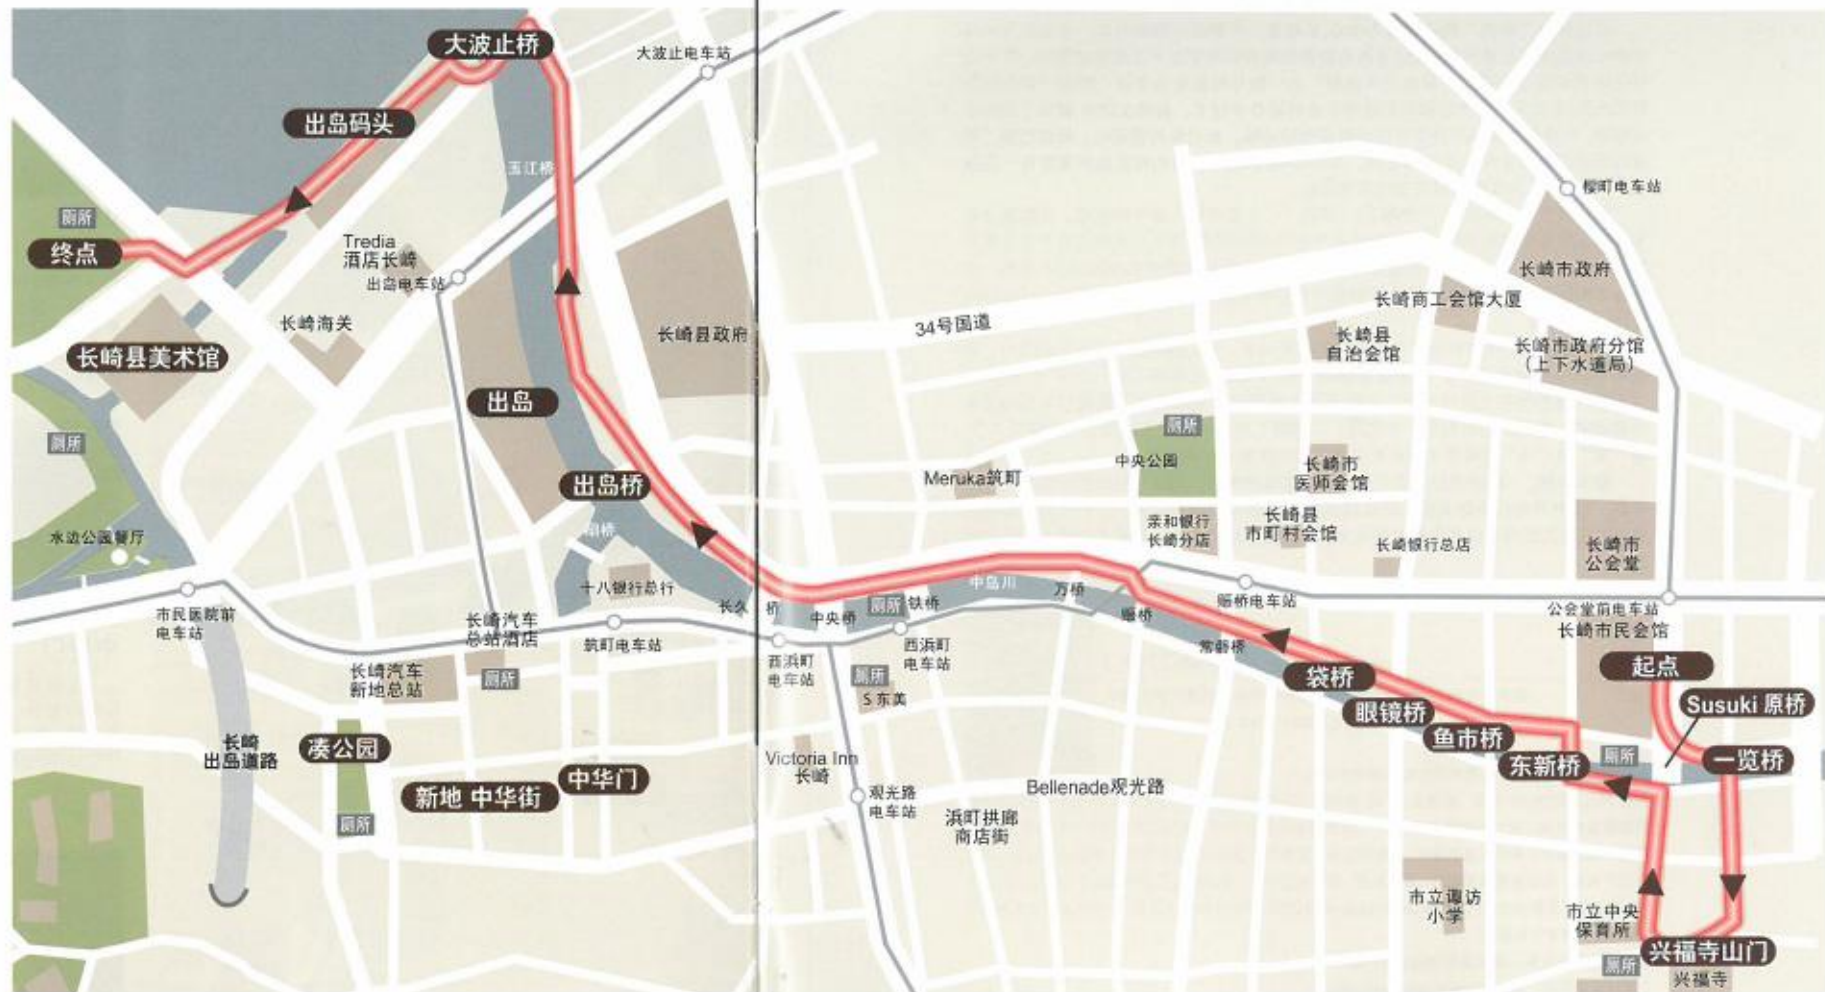 大波止桥
大波止电车站
出岛码头
玉江桥
樱町电车站
厕所
终点
Tredia
酒店长崎
出岛电车站
长崎市政府
长崎商工会馆大厦
长崎海关
长崎县政府
34号国道
长崎县
自治会馆
长崎市政府分馆
(上下水道局)
长崎县美术馆
出岛
厕所
厕所
中央公园
Meruka筑町
长崎市
医师会馆
出岛桥
亲和银行
长崎分店
长崎县
市町村会馆
长崎银行总店
长崎市
公会堂
水边公园餐厅
十八银行总行
中岛川
万桥
长久
桥
中央桥
厕所
铁桥
赈桥
赈桥电车站
公会堂前电车站
长崎市民会馆
市民医院前
电车站
长崎汽车
总站酒店
筑町电车站
西浜町
电车站
西浜町
电车站
常磐桥
袋桥
起点
长崎汽车
新地总站
厕所
厕所
S东美
眼镜桥
Susuki 原桥
鱼市桥
长崎
出岛道路
凑公园
新地 中华街
中华门
Victoria Inn
长崎
东新桥
厕所
一览桥
厕所
观光路
电车站
Bellenade观光路
浜町拱廊
商店街
市立诹访
小学
市立中央
保育所
兴福寺山门
厕所
兴福寺